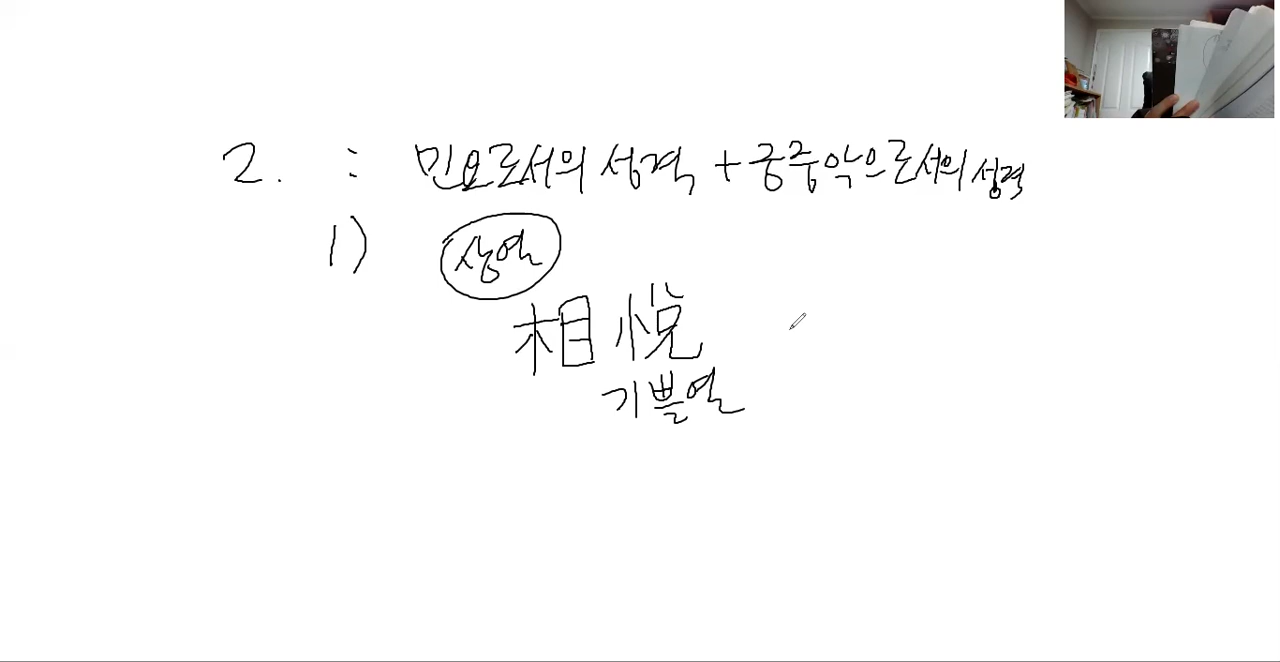 2. : 민요로서의 성격 + 궁중악으로서의 성격
1) 상열
相悅
기쁠열